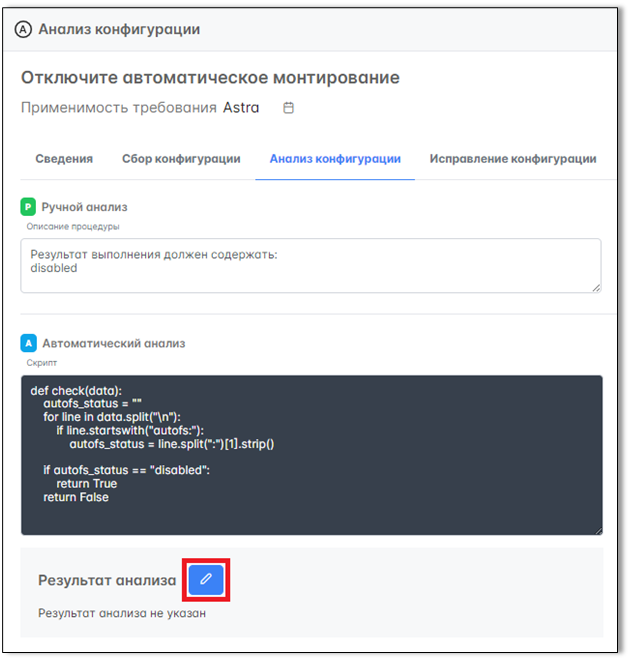 A Анализ конфигурации
Отключите автоматическое монтирование
Применимость требования Astra
Сведения Сбор конфигурации Анализ конфигурации Исправление конфигурации
Р Ручной анализ
Описание процедуры
Результат выполнения должен содержать:
disabled
А Автоматический анализ
Скрипт
def check(data):
    autofs_status = ""
    for line in data.split("\n"):
        if line.startswith("autofs:"):
            autofs_status = line.split(":")[1].strip()
    if autofs_status == "disabled":
        return True
    return False
Результат анализа
Результат анализа не указан